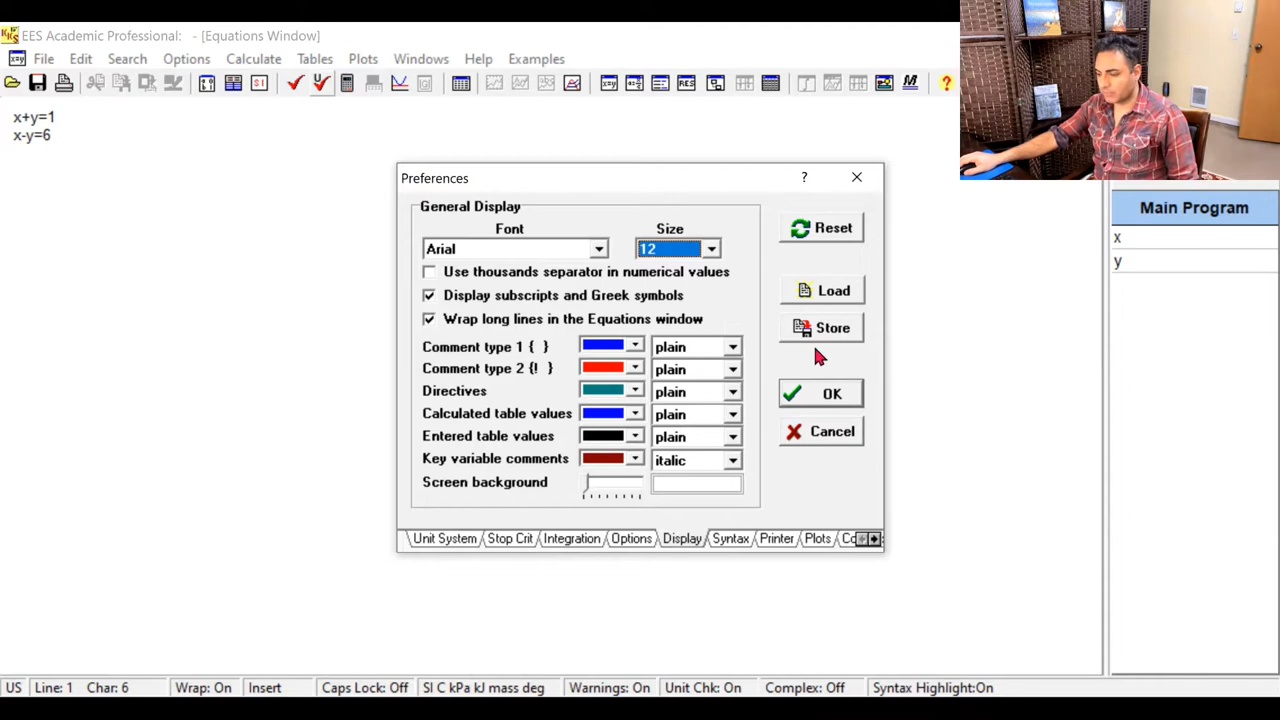 EES Academic Professional: - [Equations Window]
File Edit Search Options Calculate Tables Plots Windows Help Examples
x+y=1
x-y=6
Preferences
General Display
Font
Size
Arial
12
Use thousands separator in numerical values
Display subscripts and Greek symbols
Wrap long lines in the Equations window
Comment type 1 { } plain
Comment type 2 {! } plain
Directives plain
Calculated table values plain
Entered table values plain
Key variable comments italic
Screen background
Reset
Load
Store
OK
Cancel
Unit System Stop Crit Integration Options Display Syntax Printer Plots Co
Main Program
x
y
US Line: 1 Char: 6 Wrap: On Insert Caps Lock: Off SI C kPa kJ mass deg Warnings: On Unit Chk: On Complex: Off Syntax Highlight:On